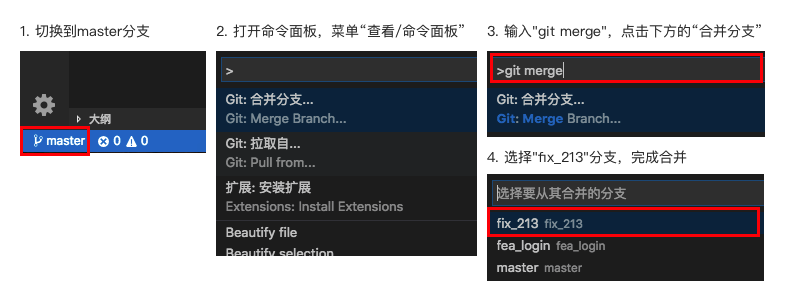 1. 切换到master分支
大纲
master 0 0
2. 打开命令面板，菜单“查看/命令面板”
>
Git: 合并分支...
Git: Merge Branch...
Git: 拉取自...
Git: Pull from...
扩展: 安装扩展
Extensions: Install Extensions
Beautify file
Beautify selection
3. 输入"git merge"，点击下方的“合并分支”
>git merge
Git: 合并分支...
Git: Merge Branch...
4. 选择"fix_213"分支，完成合并
选择要从其合并的分支
fix_213 fix_213
fea_login fea_login
master master